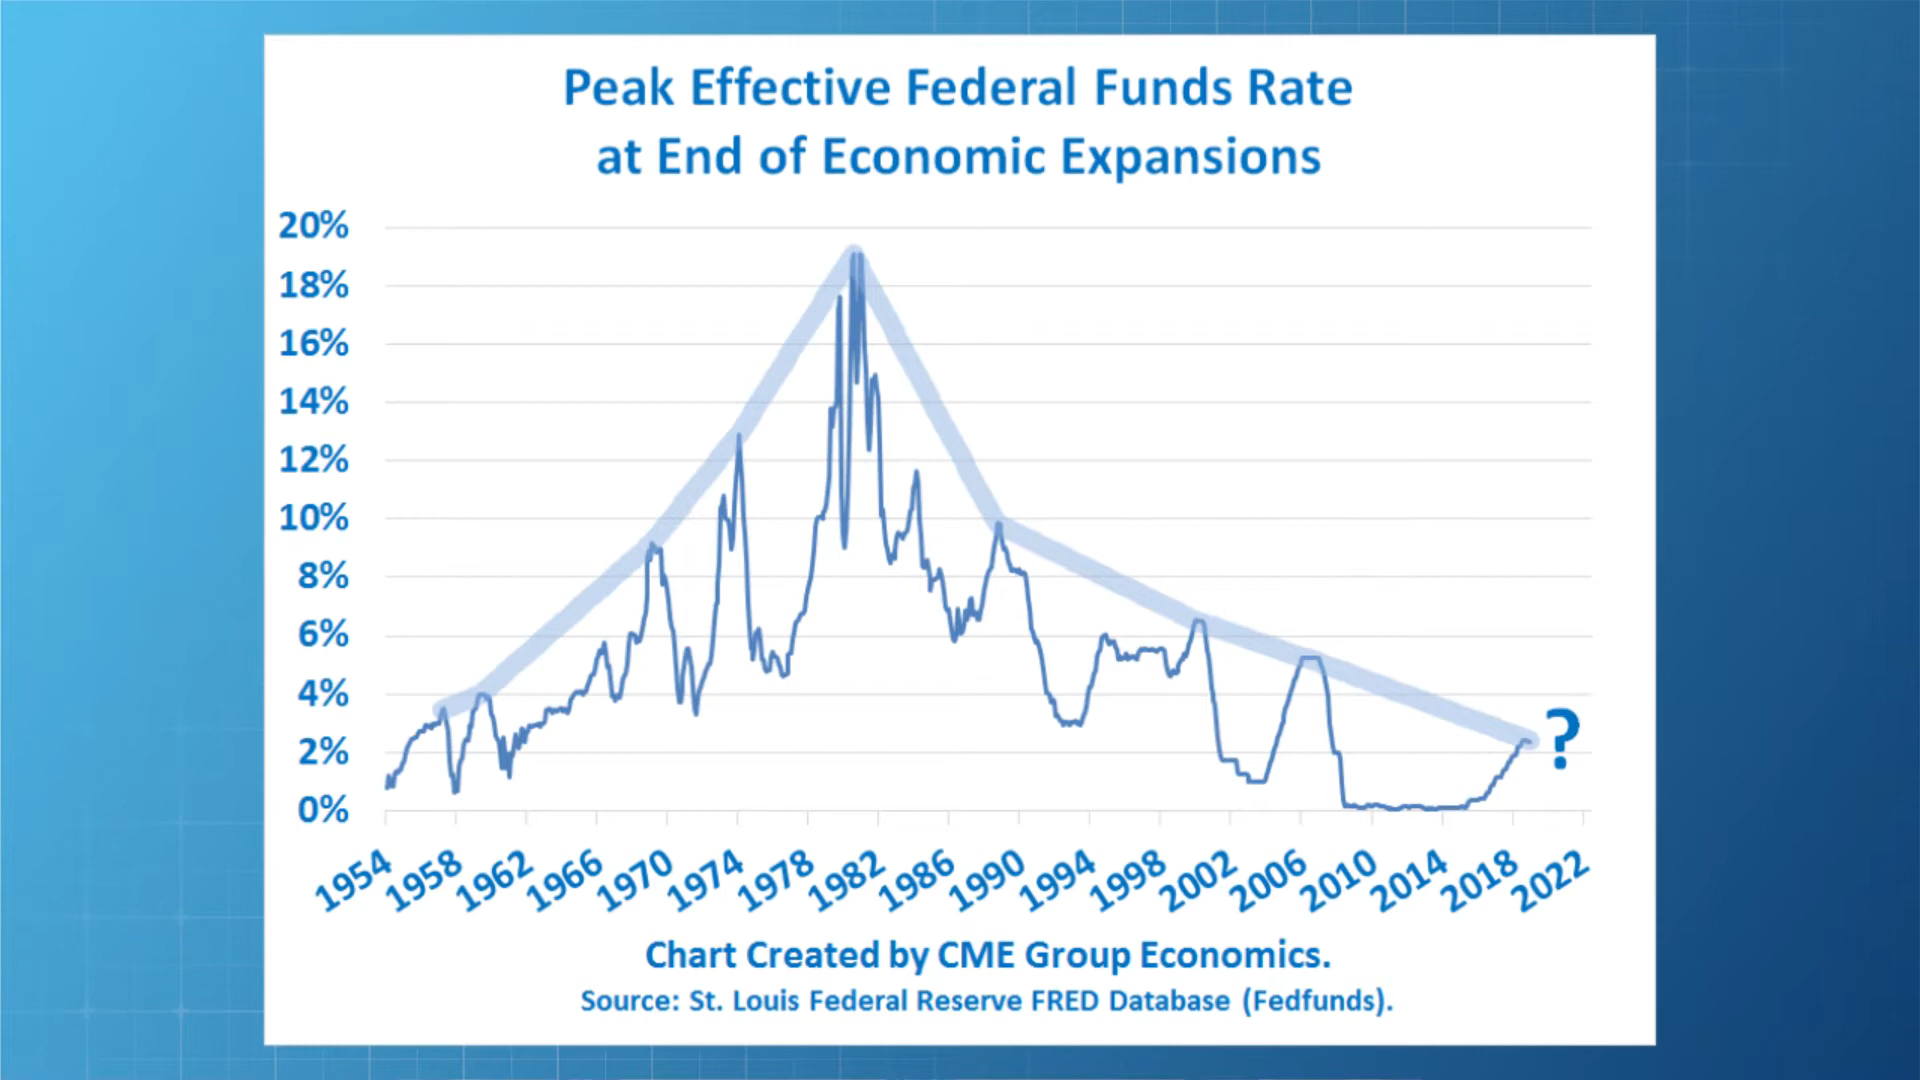 Peak Effective Federal Funds Rate
at End of Economic Expansions
20%
18%
16%
14%
12%
10%
8%
6%
4%
2%
0%
?
1954 1958 1962 1966 1970 1974 1978 1982 1986 1990 1994 1998 2002 2006 2010 2014 2018 2022
Chart Created by CME Group Economics.
Source: St. Louis Federal Reserve FRED Database (Fedfunds).